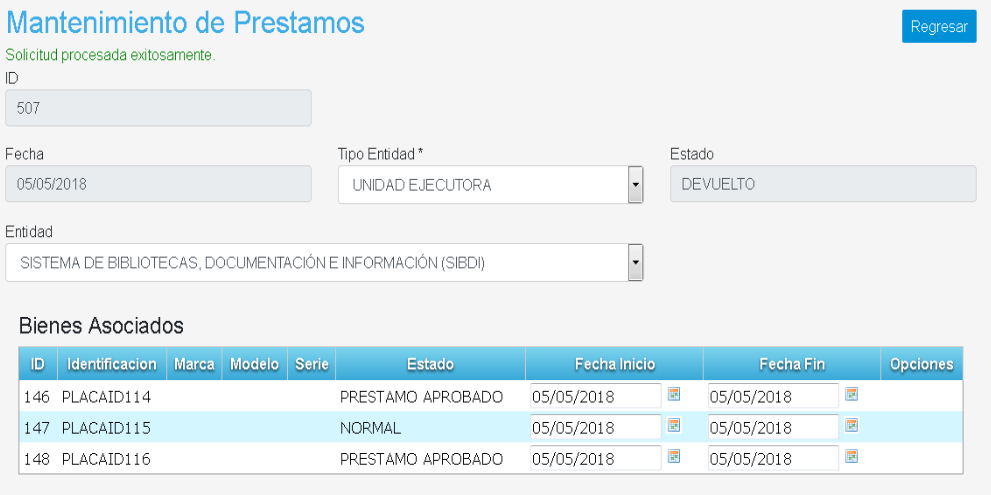 Mantenimiento de Prestamos
Regresar
Solicitud procesada exitosamente.
ID
507
Fecha Tipo Entidad * Estado
05/05/2018 UNIDAD EJECUTORA DEVUELTO
Entidad
SISTEMA DE BIBLIOTECAS, DOCUMENTACIÓN E INFORMACIÓN (SIBDI)
Bienes Asociados
ID Identificacion Marca Modelo Serie Estado Fecha Inicio Fecha Fin Opciones
146 PLACAID114 PRESTAMO APROBADO 05/05/2018 05/05/2018
147 PLACAID115 NORMAL 05/05/2018 05/05/2018
148 PLACAID116 PRESTAMO APROBADO 05/05/2018 05/05/2018